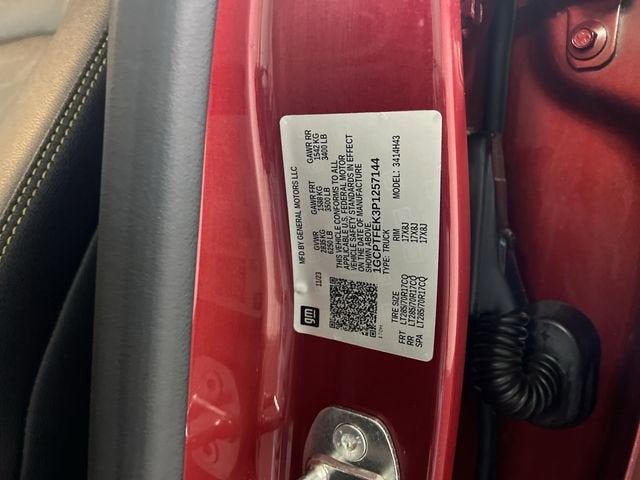 gm
MFD BY GENERAL MOTORS LLC
11/23
GVWR GAWR FRT GAWR RR
2835 KG 1588 KG 1542 KG
6250 LB 3500 LB 3400 LB
THIS VEHICLE CONFORMS TO ALL
APPLICABLE U.S. FEDERAL MOTOR
VEHICLE SAFETY STANDARDS IN EFFECT
ON THE DATE OF MANUFACTURE
SHOWN ABOVE.
1GCPTFEK3P1257144
TYPE: TRUCK MODEL: 3414H43
TIRE SIZE RIM
FRT LT285/70R17CQ 17X8J
RR LT285/70R17CQ 17X8J
SPA LT285/70R17CQ 17X8J